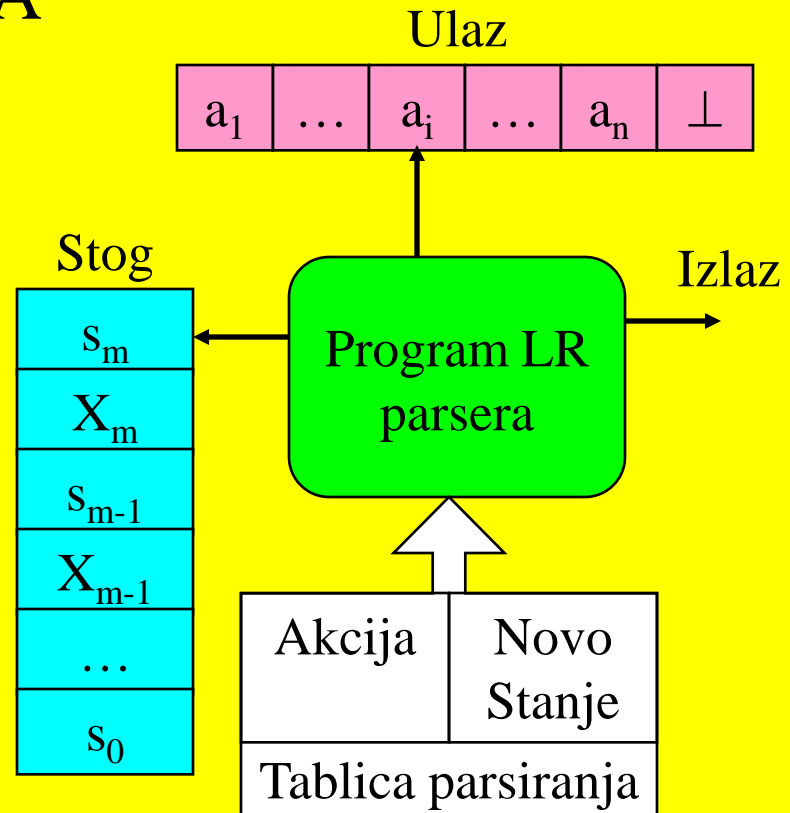 A
Ulaz
a₁ … aᵢ … aₙ ⊥
Stog
Izlaz
sₘ
Xₘ
sₘ₋₁
Xₘ₋₁
…
s₀
Program LR
parsera
Akcija
Novo
Stanje
Tablica parsiranja